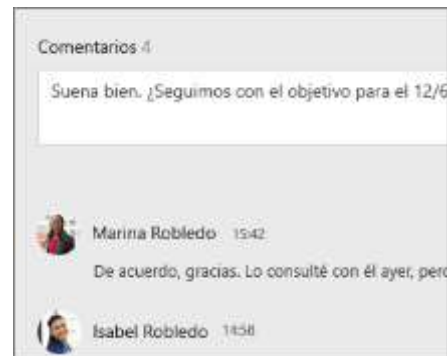 Comentarios 4
Suena bien. ¿Seguimos con el objetivo para el 12/6
Marina Robledo 15:42
De acuerdo, gracias. Lo consulté con él ayer, perc
Isabel Robledo 14:58